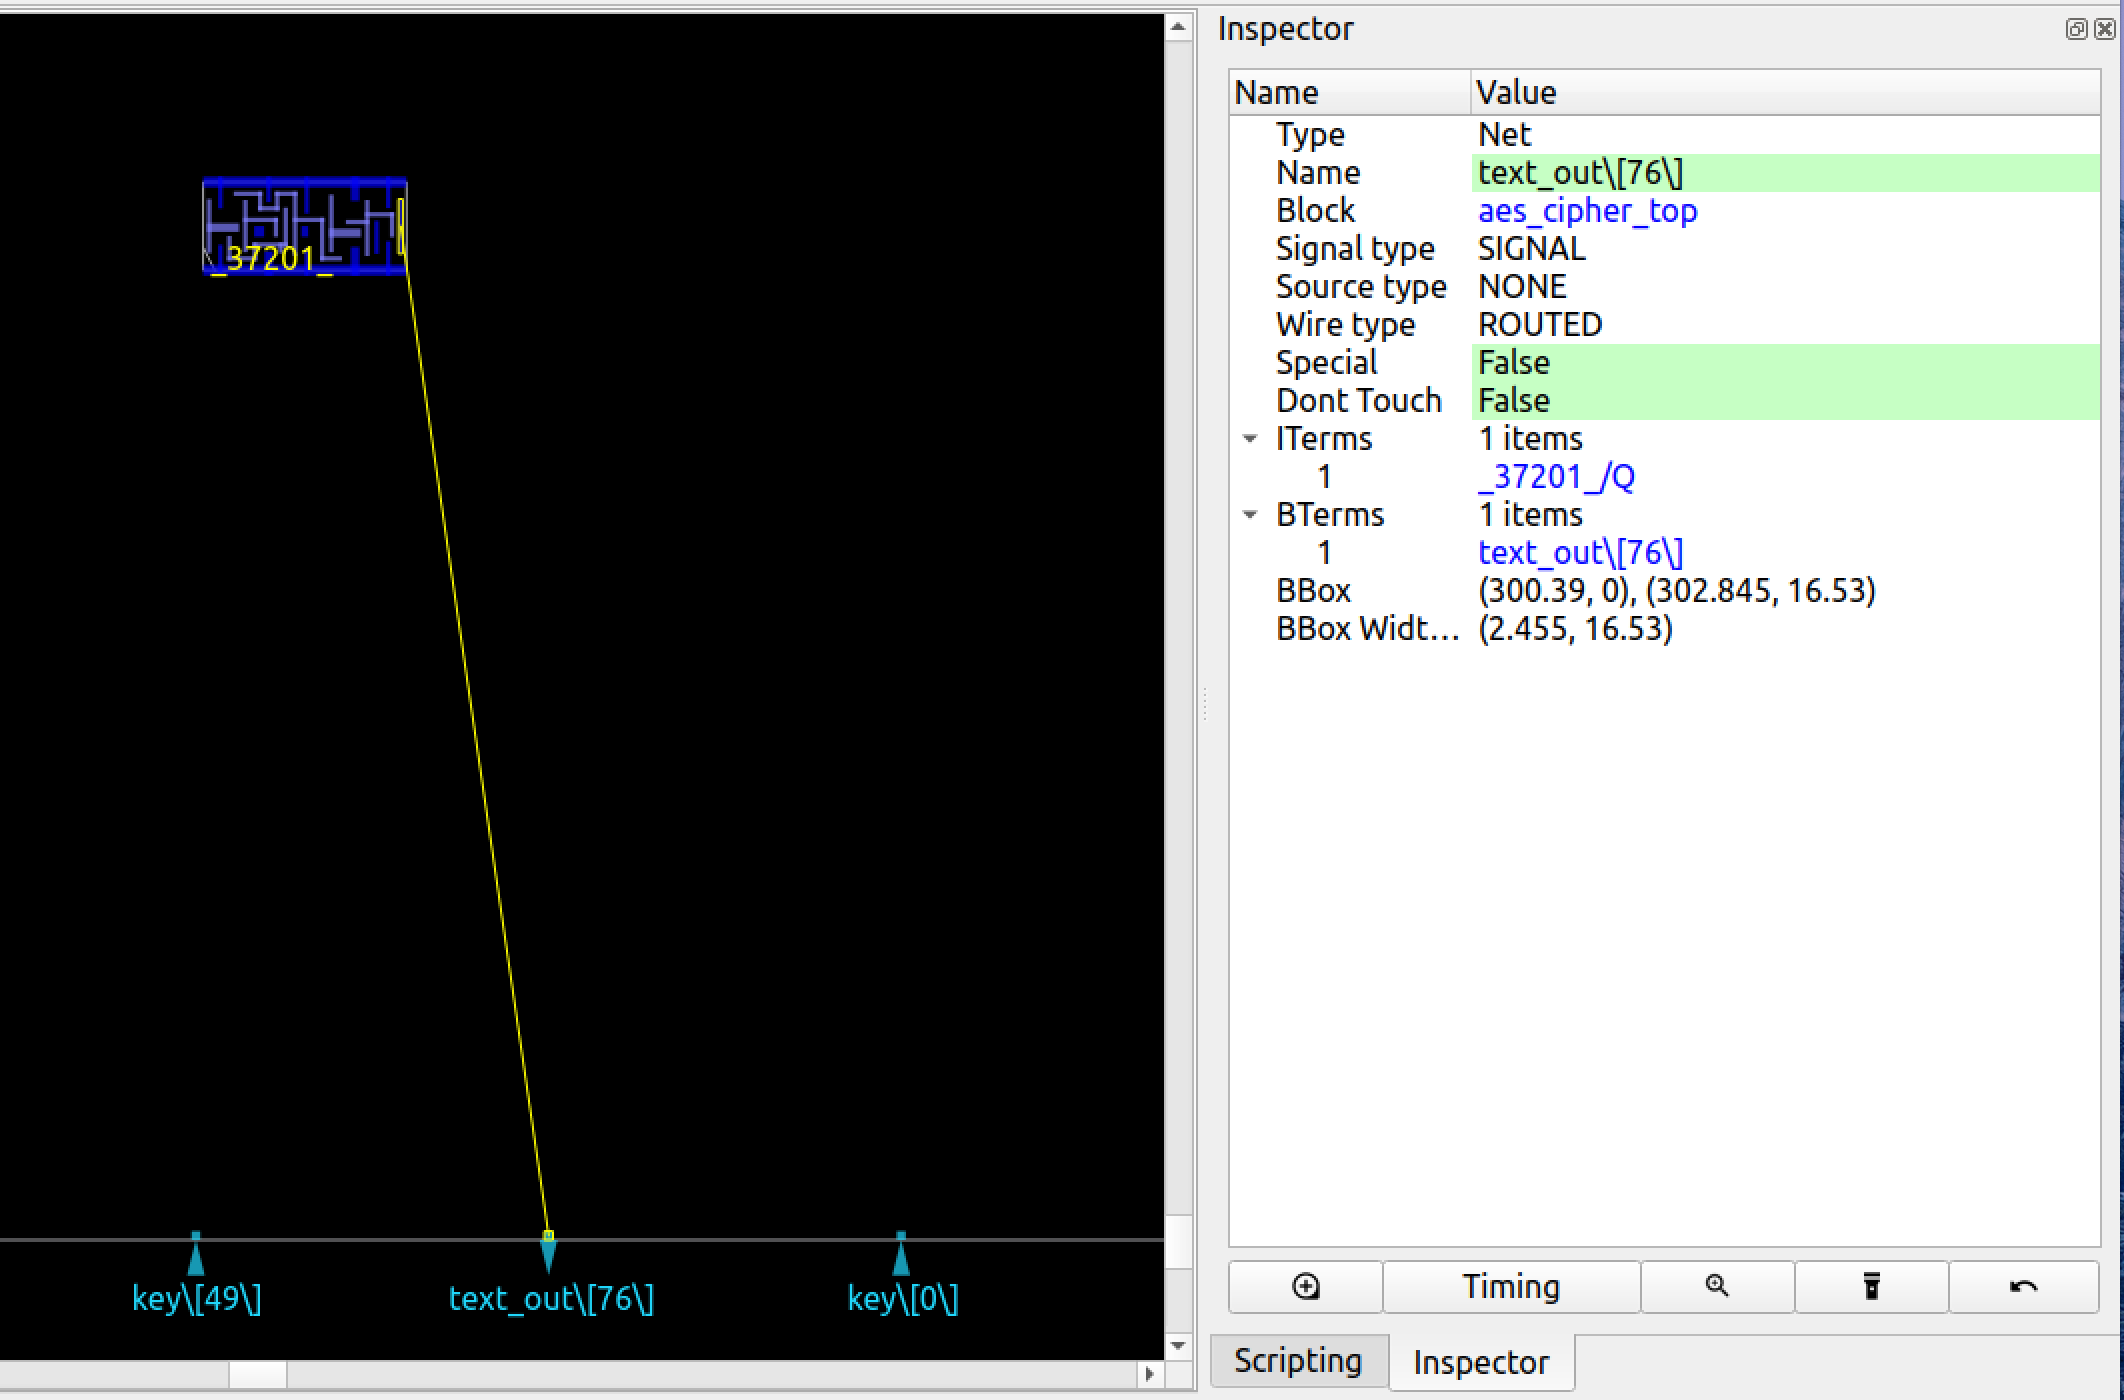 _37201_
key\[49\] text_out\[76\] key\[0\]
Inspector
Name Value
Type Net
Name text_out\[76\]
Block aes_cipher_top
Signal type SIGNAL
Source type NONE
Wire type ROUTED
Special False
Dont Touch False
ITerms 1 items
1 _37201_/Q
BTerms 1 items
1 text_out\[76\]
BBox (300.39, 0), (302.845, 16.53)
BBox Widt... (2.455, 16.53)
Timing
Scripting Inspector